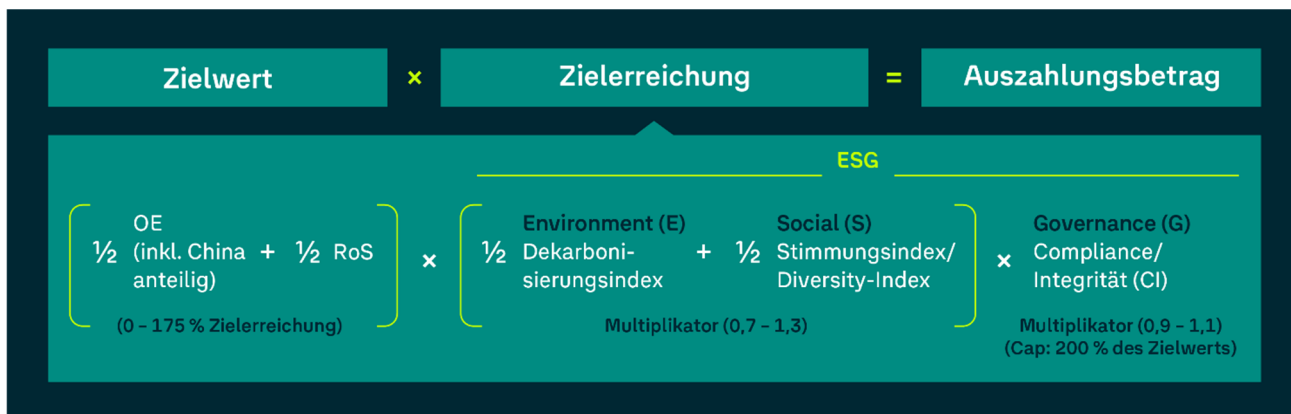 Zielwert × Zielerreichung = Auszahlungsbetrag
ESG
½ OE (inkl. China anteilig) + ½ RoS
(0 – 175 % Zielerreichung)
×
½ Environment (E)
Dekarboni-
sierungsindex
+
½ Social (S)
Stimmungsindex/
Diversity-Index
Multiplikator (0,7 – 1,3)
×
Governance (G)
Compliance/
Integrität (CI)
Multiplikator (0,9 – 1,1)
(Cap: 200 % des Zielwerts)